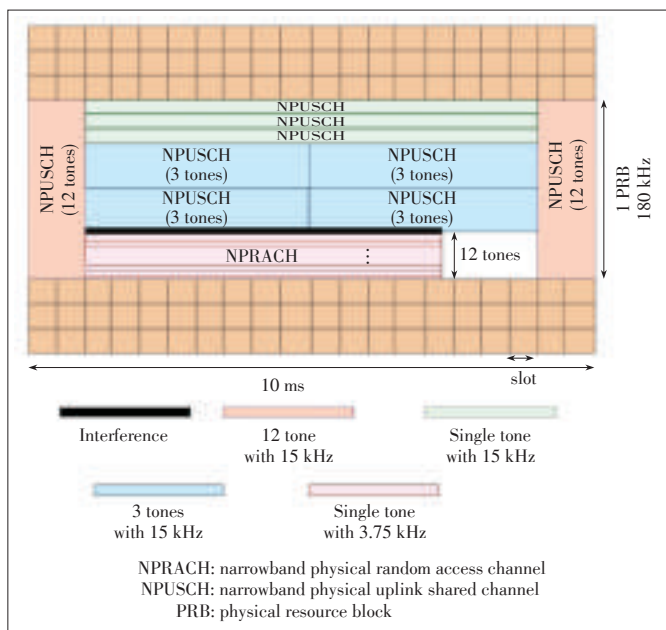 NPUSCH
NPUSCH
NPUSCH
NPUSCH
(12 tones)
NPUSCH
(3 tones)
NPUSCH
(3 tones)
NPUSCH
(3 tones)
NPUSCH
(3 tones)
NPUSCH
(12 tones)
1 PRB
180 kHz
NPRACH
⋮
12 tones
10 ms
slot
Interference
12 tone
with 15 kHz
Single tone
with 15 kHz
3 tones
with 15 kHz
Single tone
with 3.75 kHz
NPRACH: narrowband physical random access channel
NPUSCH: narrowband physical uplink shared channel
PRB: physical resource block